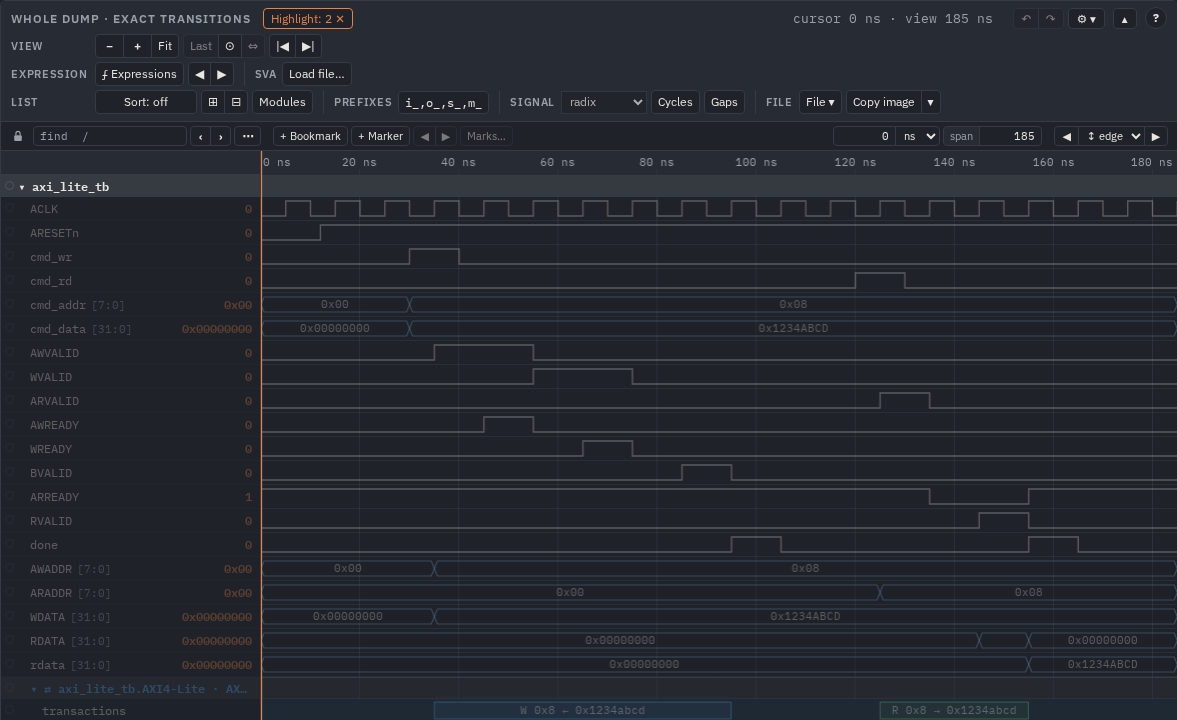 WHOLE DUMP · EXACT TRANSITIONS Highlight: 2 × cursor 0 ns · view 185 ns ↶ ↷ ⚙ ▾ ▲ ?
VIEW − + Fit Last ⊙ ⇔ |◀ ▶|
EXPRESSION ⨍ Expressions ◀ ▶ SVA Load file…
LIST Sort: off ⊞ ⊟ Modules PREFIXES i_,o_,s_,m_ SIGNAL radix Cycles Gaps FILE File ▾ Copy image ▾
find / ‹ › ⋯ + Bookmark + Marker ◀ ▶ Marks… 0 ns span 185 ◀ ↕ edge ▶
0 ns 20 ns 40 ns 60 ns 80 ns 100 ns 120 ns 140 ns 160 ns 180 ns
▾ axi_lite_tb
ACLK 0
ARESETn 0
cmd_wr 0
cmd_rd 0
cmd_addr [7:0] 0x00 0x00 0x08
cmd_data [31:0] 0x00000000 0x00000000 0x1234ABCD
AWVALID 0
WVALID 0
ARVALID 0
AWREADY 0
WREADY 0
BVALID 0
ARREADY 1
RVALID 0
done 0
AWADDR [7:0] 0x00 0x00 0x08
ARADDR [7:0] 0x00 0x00 0x08
WDATA [31:0] 0x00000000 0x00000000 0x1234ABCD
RDATA [31:0] 0x00000000 0x00000000 0x00000000
rdata [31:0] 0x00000000 0x00000000 0x1234ABCD
▾ ⇄ axi_lite_tb.AXI4-Lite · AX…
transactions W 0x8 ← 0x1234abcd R 0x8 → 0x1234abcd